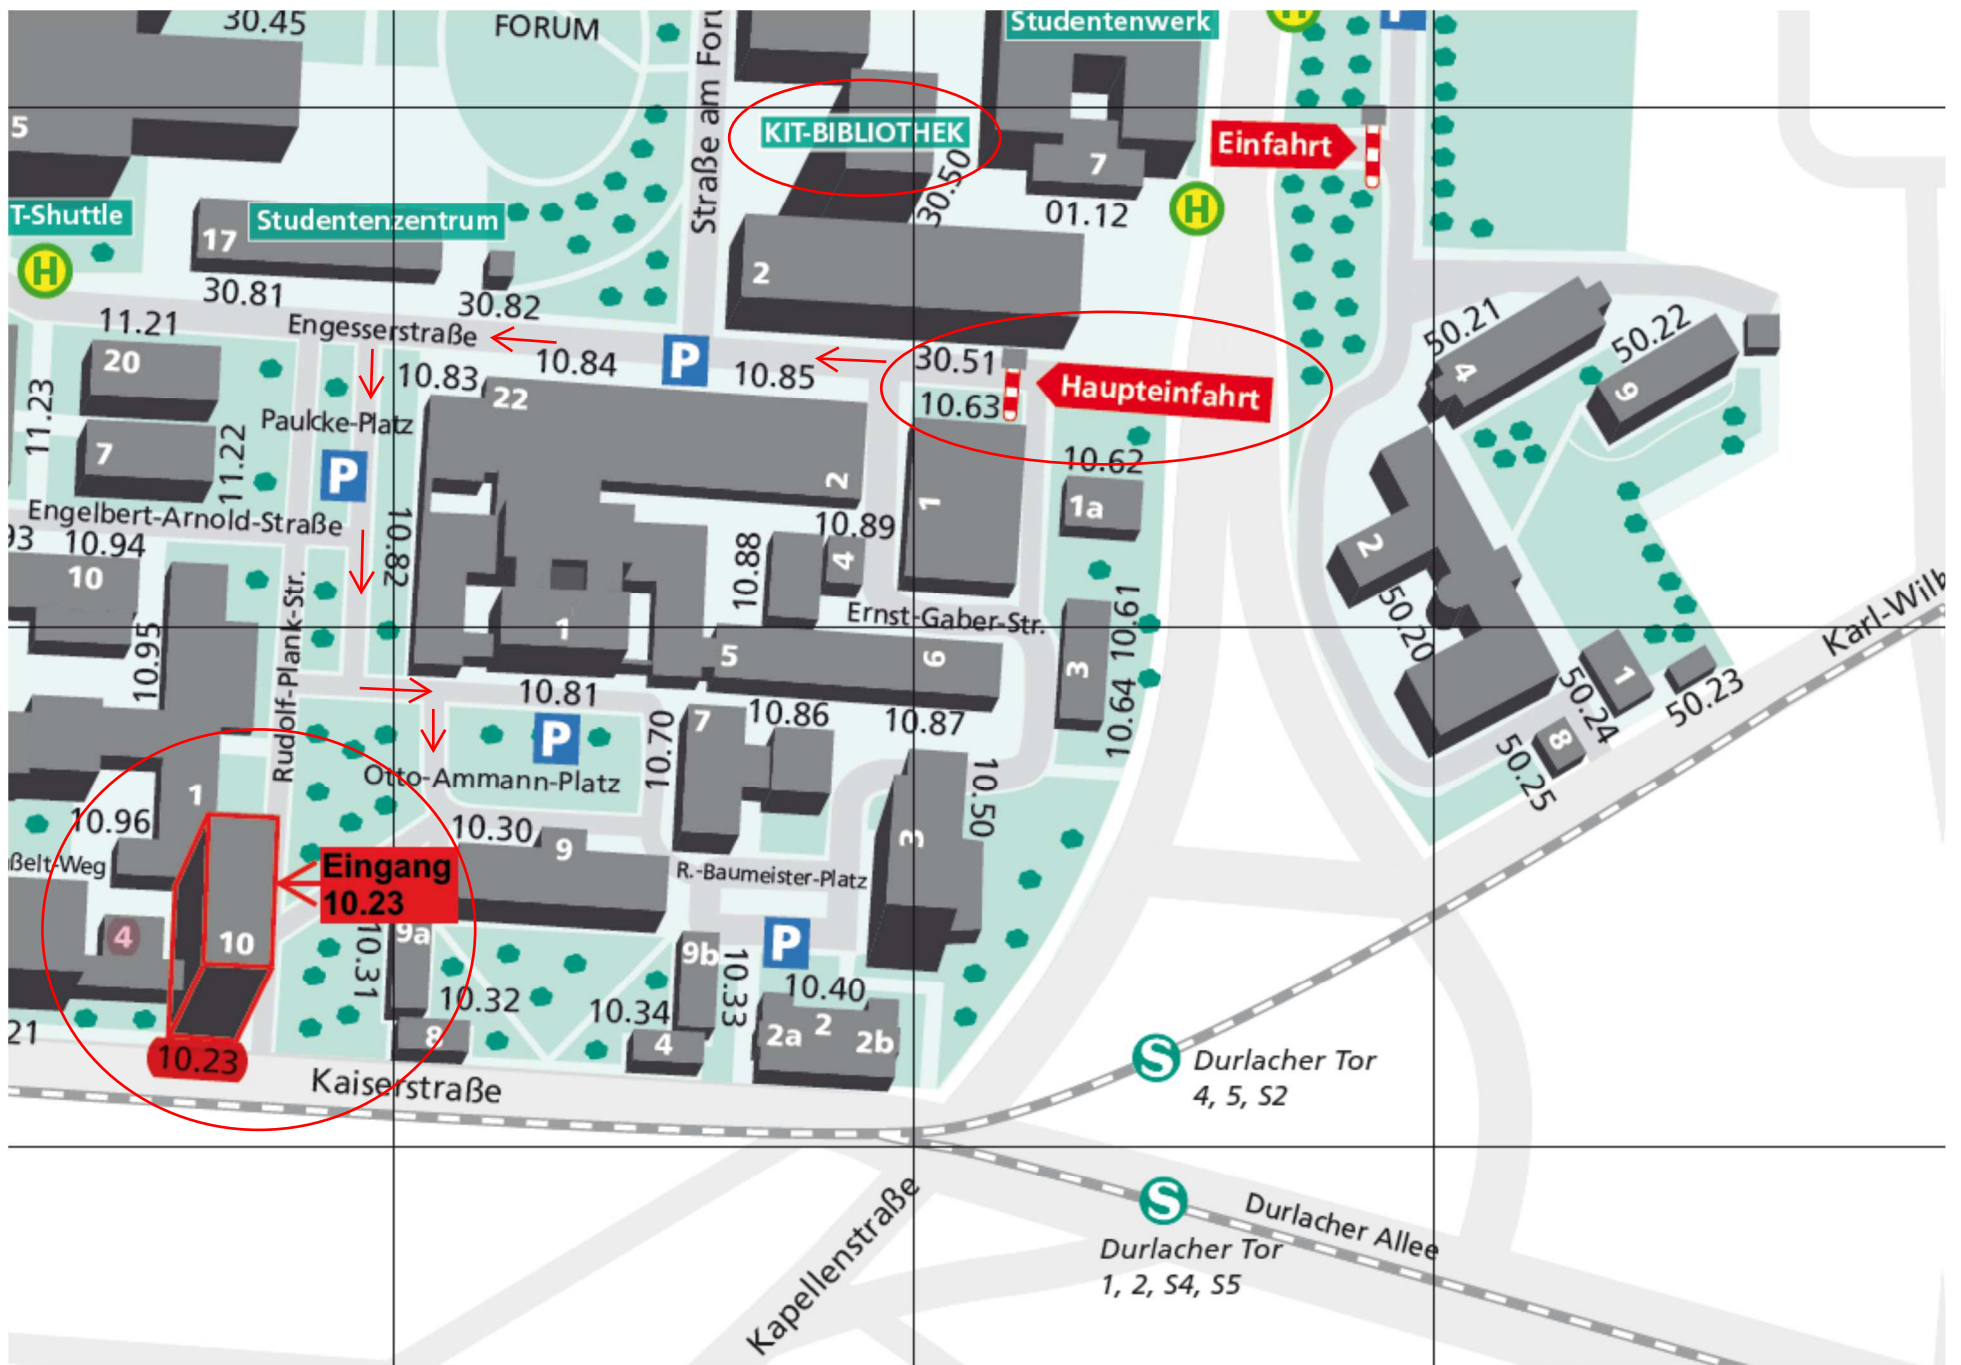 30.45
FORUM
Straße am Foru
Studentenwerk
H
P
5
KIT-BIBLIOTHEK
30.50
7
01.12
H
Einfahrt
T-Shuttle
H
17
Studentenzentrum
30.81
30.82
2
11.21
Engesserstraße
10.83
10.84
P
10.85
30.51
10.63
Haupteinfahrt
50.21
4
50.22
9
20
11.23
7
11.22
Paulcke-Platz
P
22
2
1
10.62
1a
Engelbert-Arnold-Straße
93
10.94
10
10.82
10.88
10.89
4
2
50.20
10.95
Rudolf-Plank-Str.
1
5
6
Ernst-Gaber-Str.
10.61
3
10.64
1
50.24
50.23
8
50.25
Karl-Wilh
10.81
P
Otto-Ammann-Platz
10.70
7
10.86
10.87
10.50
3
1
10.96
ßelt-Weg
10.30
9
R.-Baumeister-Platz
Eingang
10.23
4
10
10.31
9a
10.32
8
10.34
4
9b
10.33
P
10.40
2a
2
2b
21
10.23
Kaiserstraße
S
Durlacher Tor
4, 5, S2
S
Durlacher Tor
1, 2, S4, S5
Durlacher Allee
Kapellenstraße